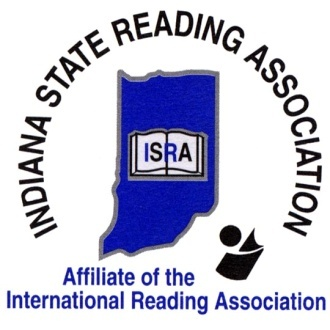 INDIANA STATE READING ASSOCIATION
ISRA
Affiliate of the
International Reading Association